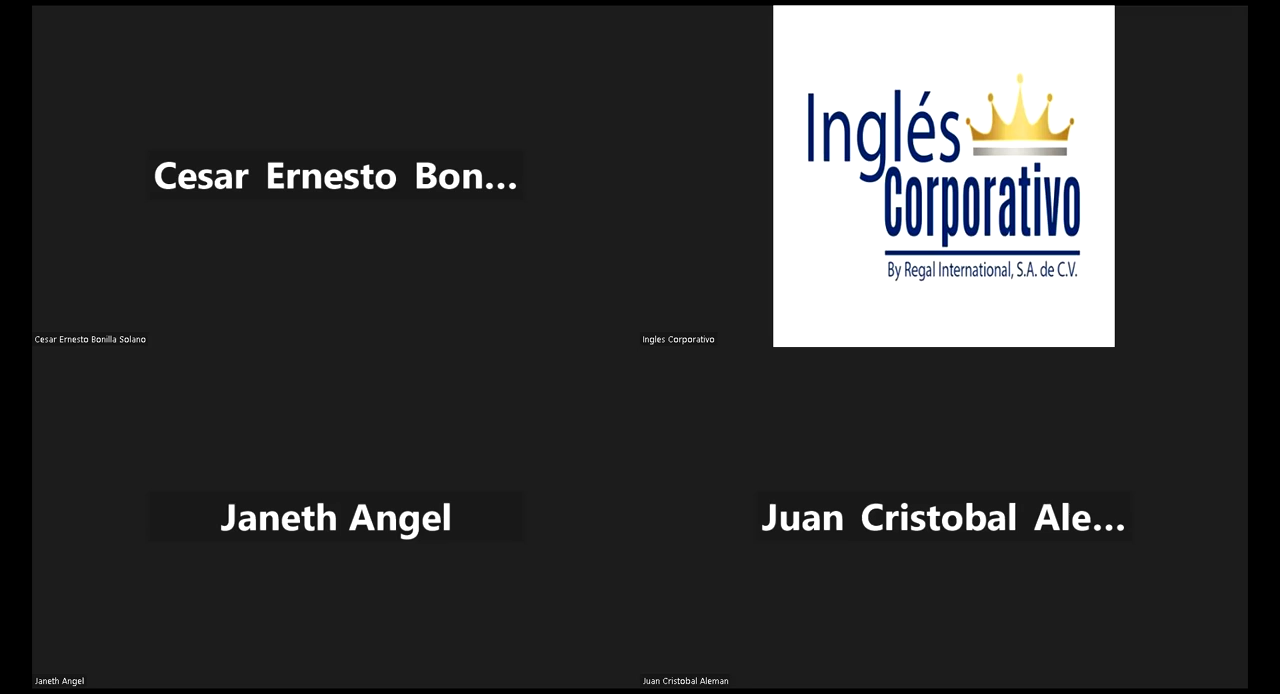 Cesar Ernesto Bon...
Cesar Ernesto Bonilla Solano
Inglés
Corporativo
By Regal International, S.A. de C.V.
Ingles Corporativo
Janeth Angel
Janeth Angel
Juan Cristobal Ale...
Juan Cristobal Aleman